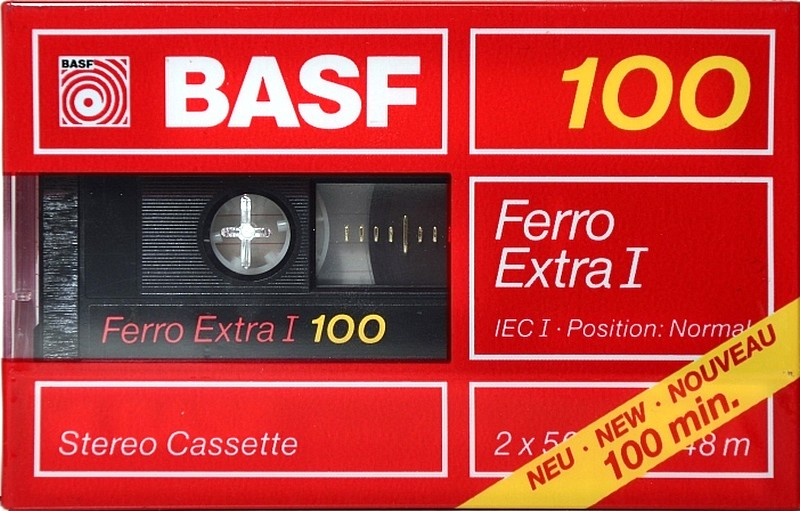 BASF
BASF
100
Ferro
Extra I
IEC I · Position: Normal
Ferro Extra I 100
Stereo Cassette
2 x 5
48 m
NEU · NEW · NOUVEAU
100 min.